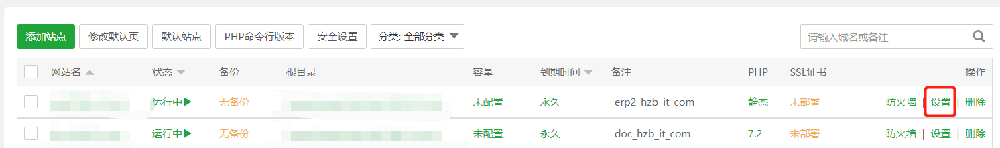 添加站点 修改默认页 默认站点 PHP命令行版本 安全设置 分类: 全部分类 请输入域名或备注
网站名 状态 备份 根目录 容量 到期时间 备注 PHP SSL证书 操作
运行中 无备份 未配置 永久 erp2_hzb_it_com 静态 未部署 防火墙 | 设置 | 删除
运行中 无备份 未配置 永久 doc_hzb_it_com 7.2 未部署 防火墙 | 设置 | 删除